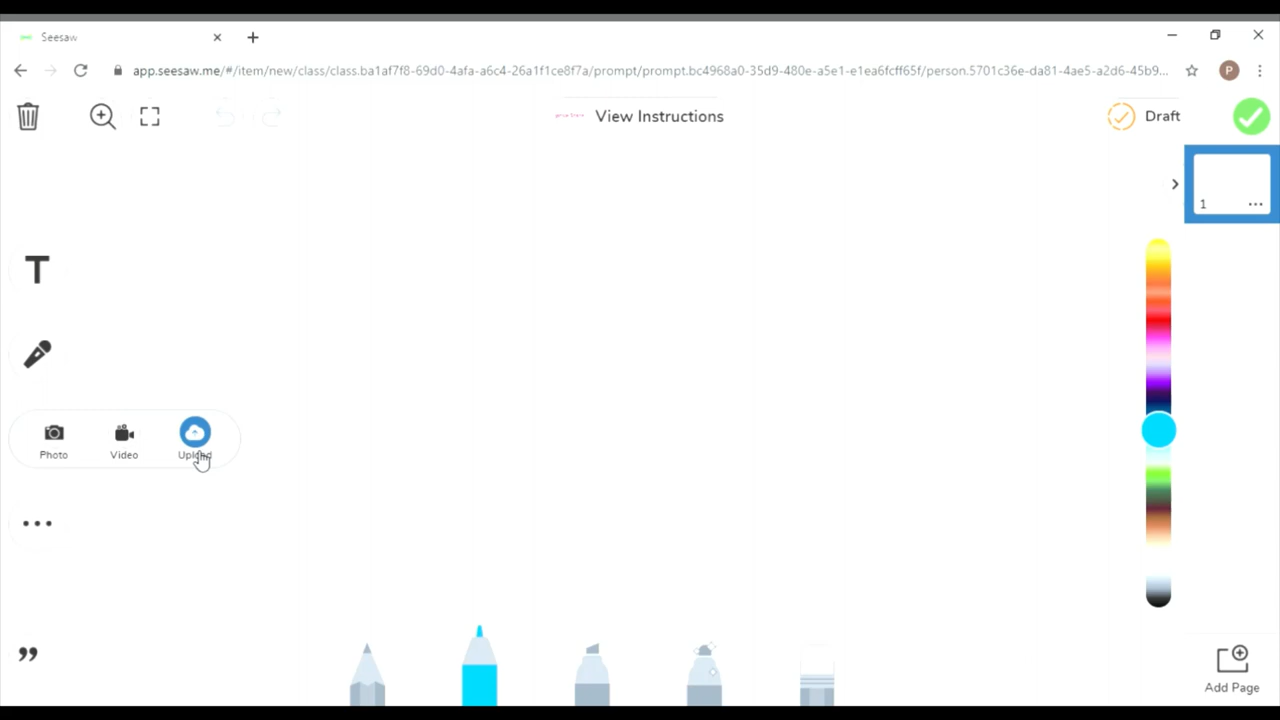 Seesaw
app.seesaw.me/#/item/new/class/class.ba1af7f8-69d0-4afa-a6c4-26a1f1ce8f7a/prompt/prompt.bc4968a0-35d9-480e-a5e1-e1ea6fcff65f/person.5701c36e-da81-4ae5-a2d6-45b9...
P
View Instructions
Draft
1
T
Photo Video Upload
Add Page